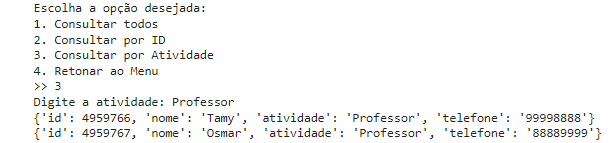 Escolha a opção desejada:
1. Consultar todos
2. Consultar por ID
3. Consultar por Atividade
4. Retonar ao Menu
>> 3
Digite a atividade: Professor
{'id': 4959766, 'nome': 'Tamy', 'atividade': 'Professor', 'telefone': '99998888'}
{'id': 4959767, 'nome': 'Osmar', 'atividade': 'Professor', 'telefone': '88889999'}